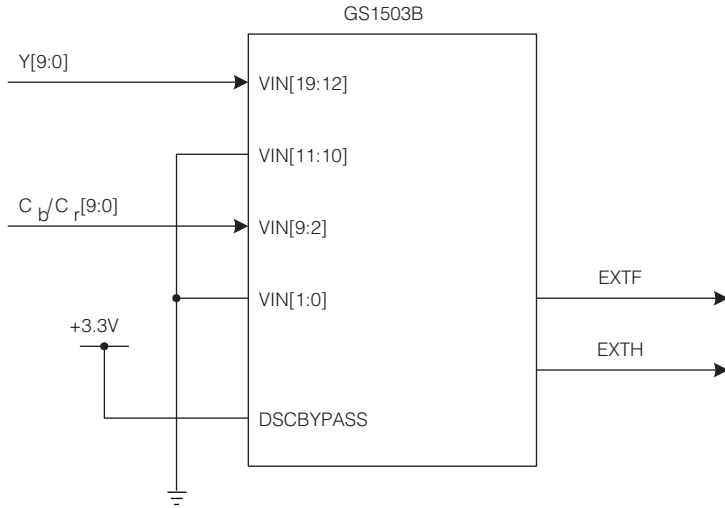 GS1503B
Y[9:0]
VIN[19:12]
VIN[11:10]
C b/C r[9:0]
VIN[9:2]
EXTF
VIN[1:0]
+3.3V
EXTH
DSCBYPASS